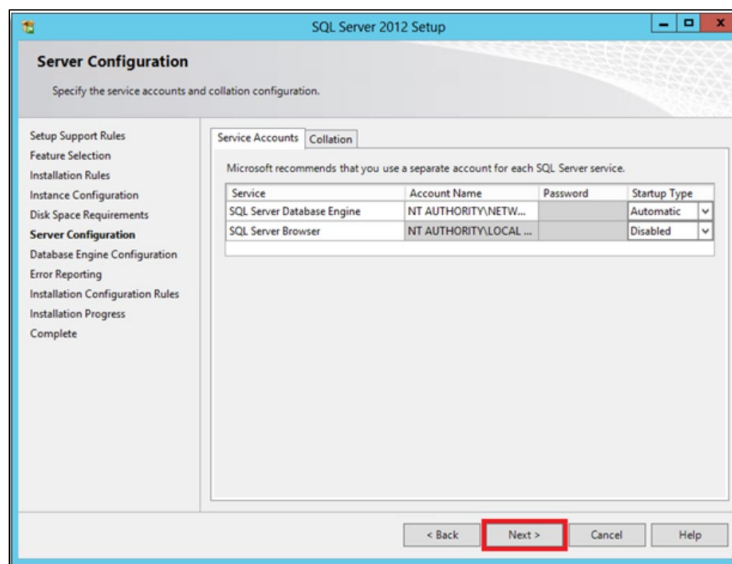 SQL Server 2012 Setup
Server Configuration
Specify the service accounts and collation configuration.
Setup Support Rules
Feature Selection
Installation Rules
Instance Configuration
Disk Space Requirements
Server Configuration
Database Engine Configuration
Error Reporting
Installation Configuration Rules
Installation Progress
Complete
Service Accounts Collation
Microsoft recommends that you use a separate account for each SQL Server service.
Service Account Name Password Startup Type
SQL Server Database Engine NT AUTHORITY\NETW... Automatic
SQL Server Browser NT AUTHORITY\LOCAL ... Disabled
< Back Next > Cancel Help